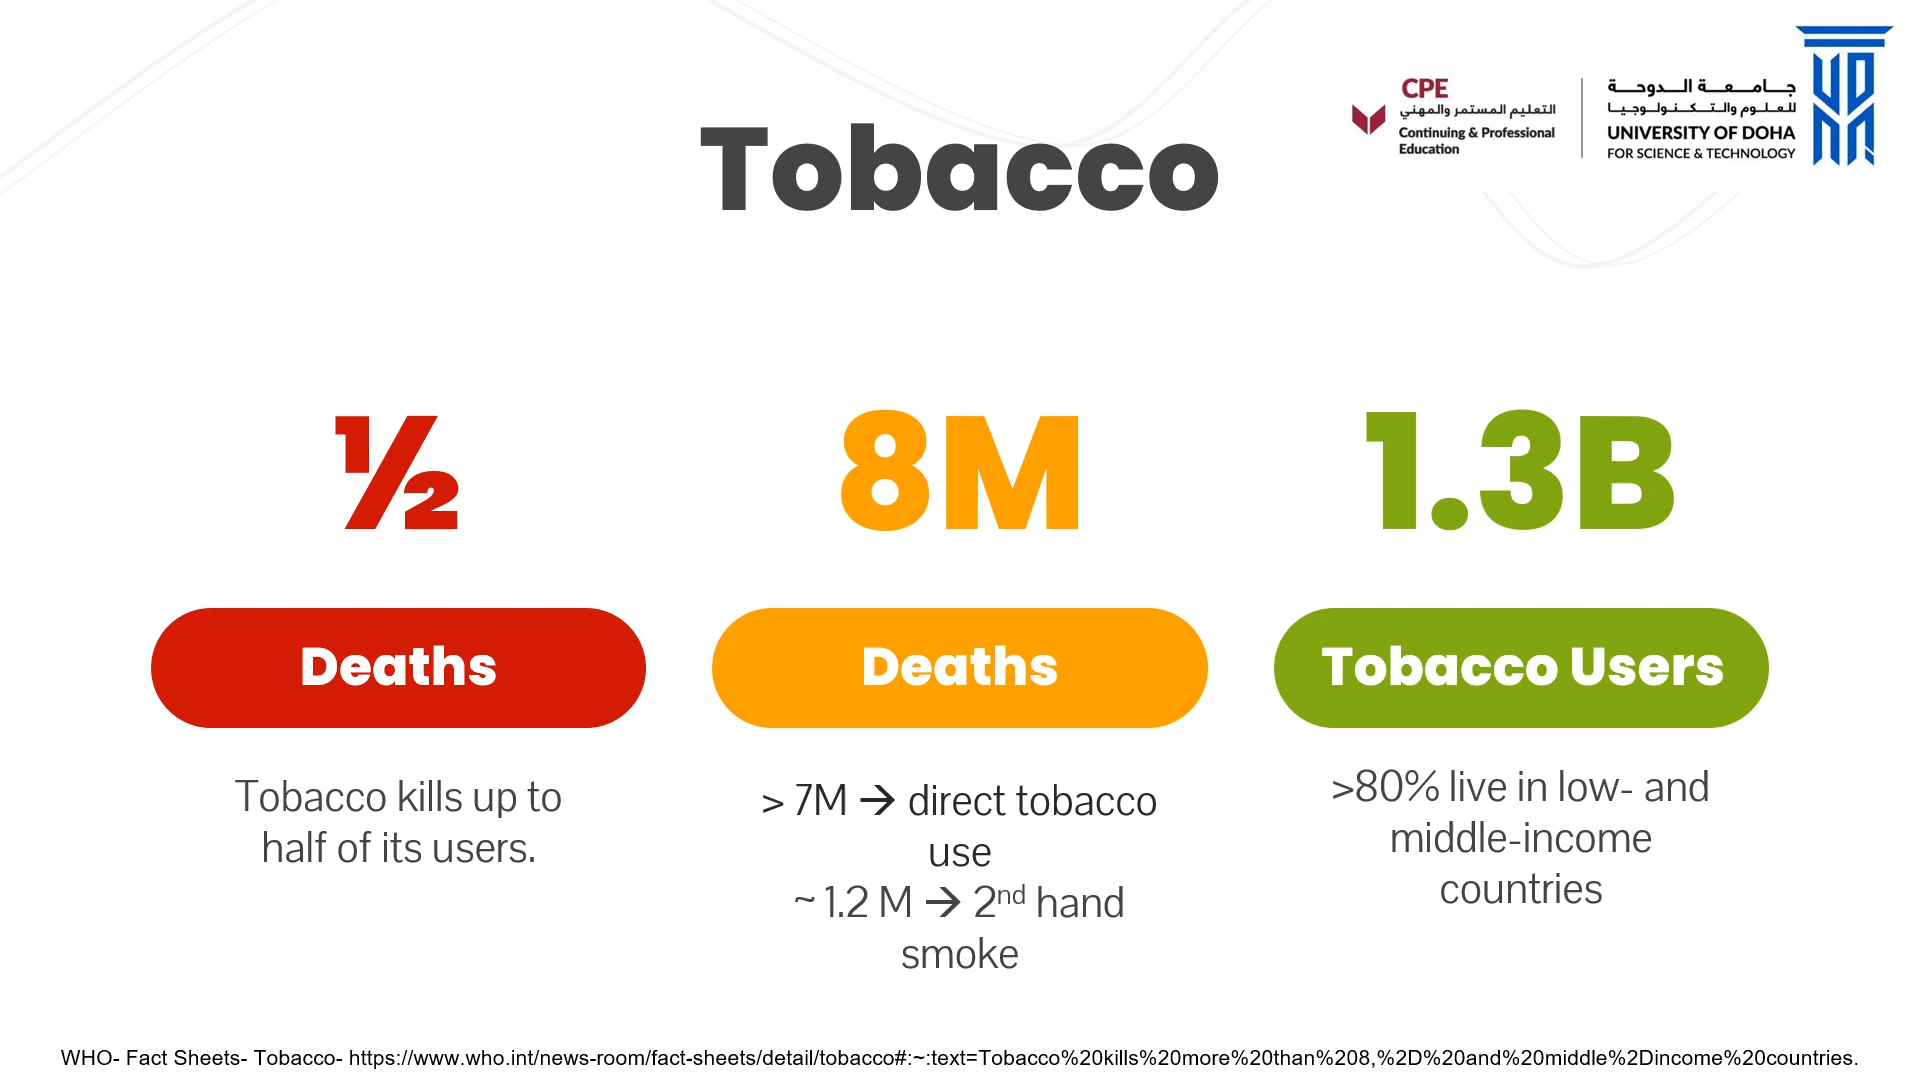 CPE
التعليم المستمر والمهني
Continuing & Professional
Education
جامعة الدوحة
للعلوم والتكنولوجيا
UNIVERSITY OF DOHA
FOR SCIENCE & TECHNOLOGY
Tobacco
½
Deaths
Tobacco kills up to
half of its users.
8M
Deaths
> 7M → direct tobacco
use
~ 1.2 M → 2nd hand
smoke
1.3B
Tobacco Users
>80% live in low- and
middle-income
countries
WHO- Fact Sheets- Tobacco- https://www.who.int/news-room/fact-sheets/detail/tobacco#:~:text=Tobacco%20kills%20more%20than%208,%2D%20and%20middle%2Dincome%20countries.